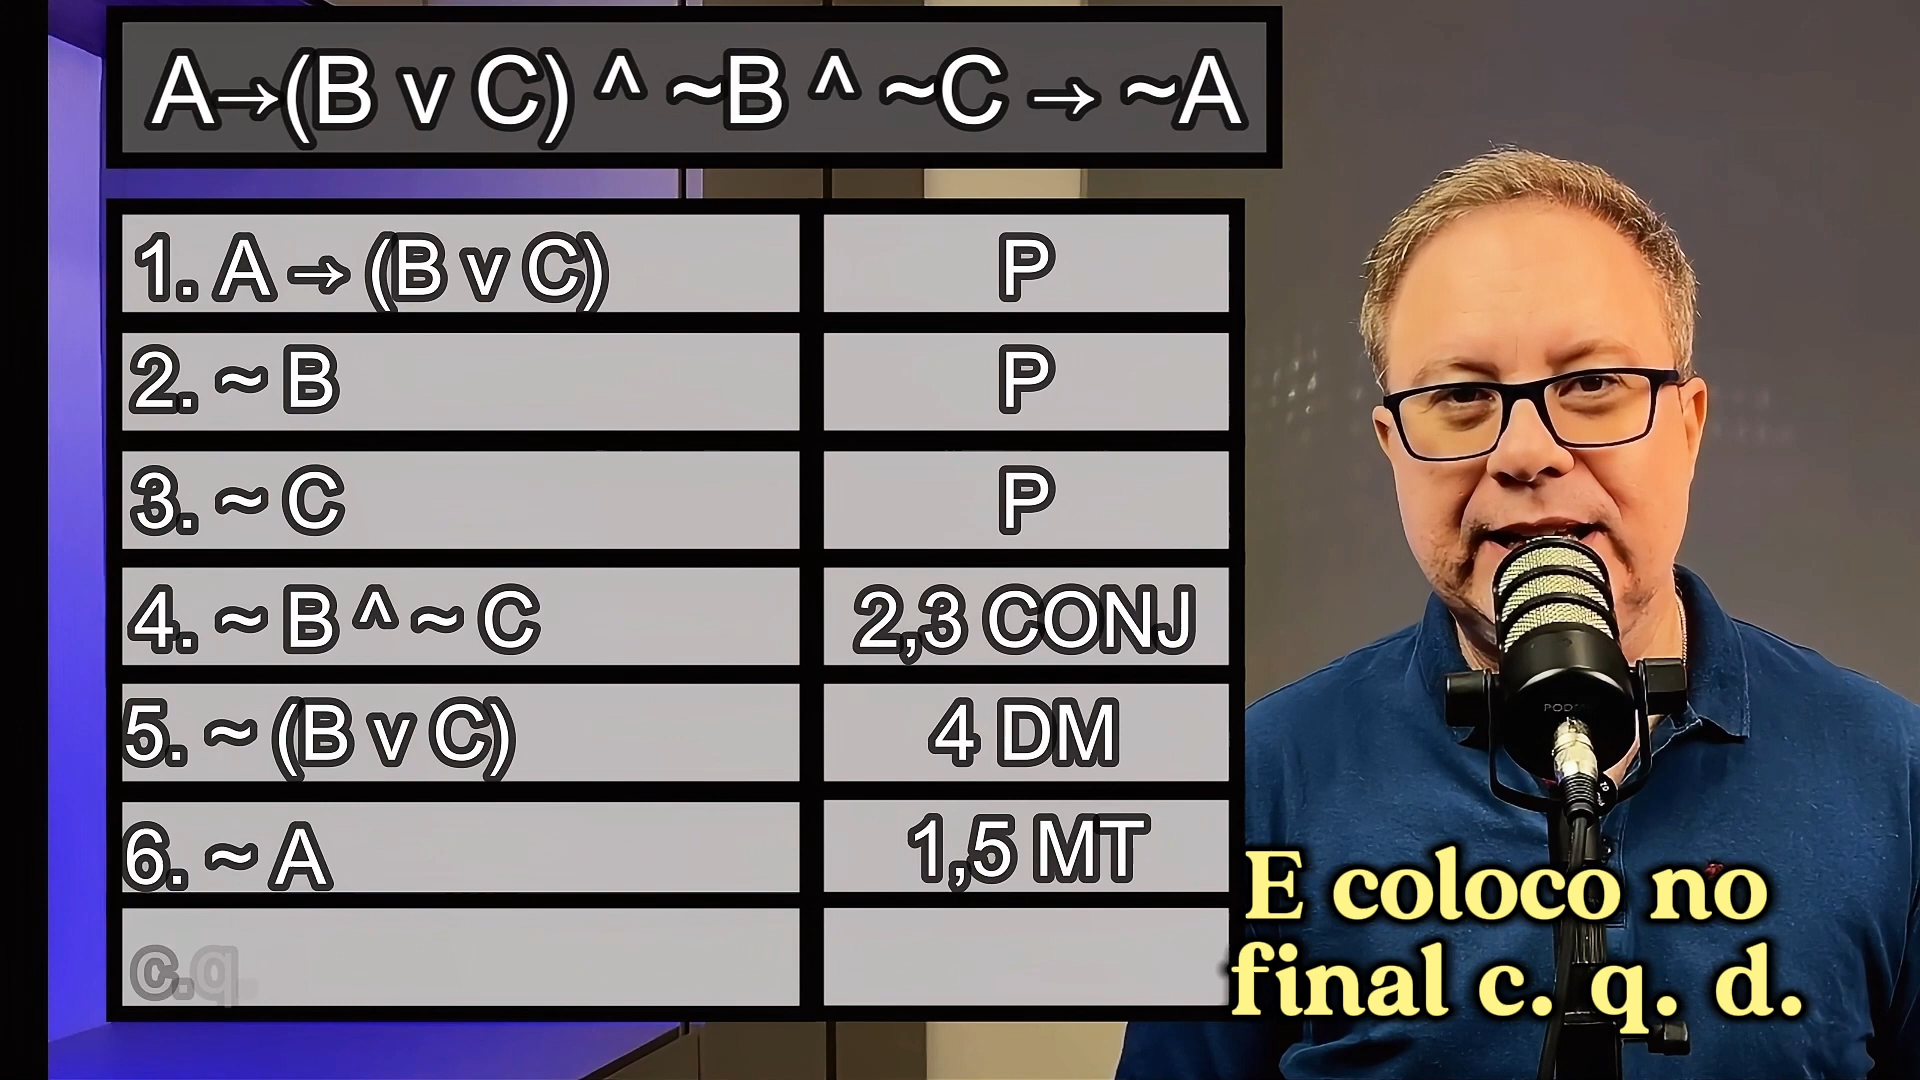 A→(B v C) ^ ~B ^ ~C → ~A
1. A → (B v C) P
2. ~ B P
3. ~ C P
4. ~ B ^ ~ C 2,3 CONJ
5. ~ (B v C) 4 DM
6. ~ A 1,5 MT
c.q.
E coloco no
final c. q. d.